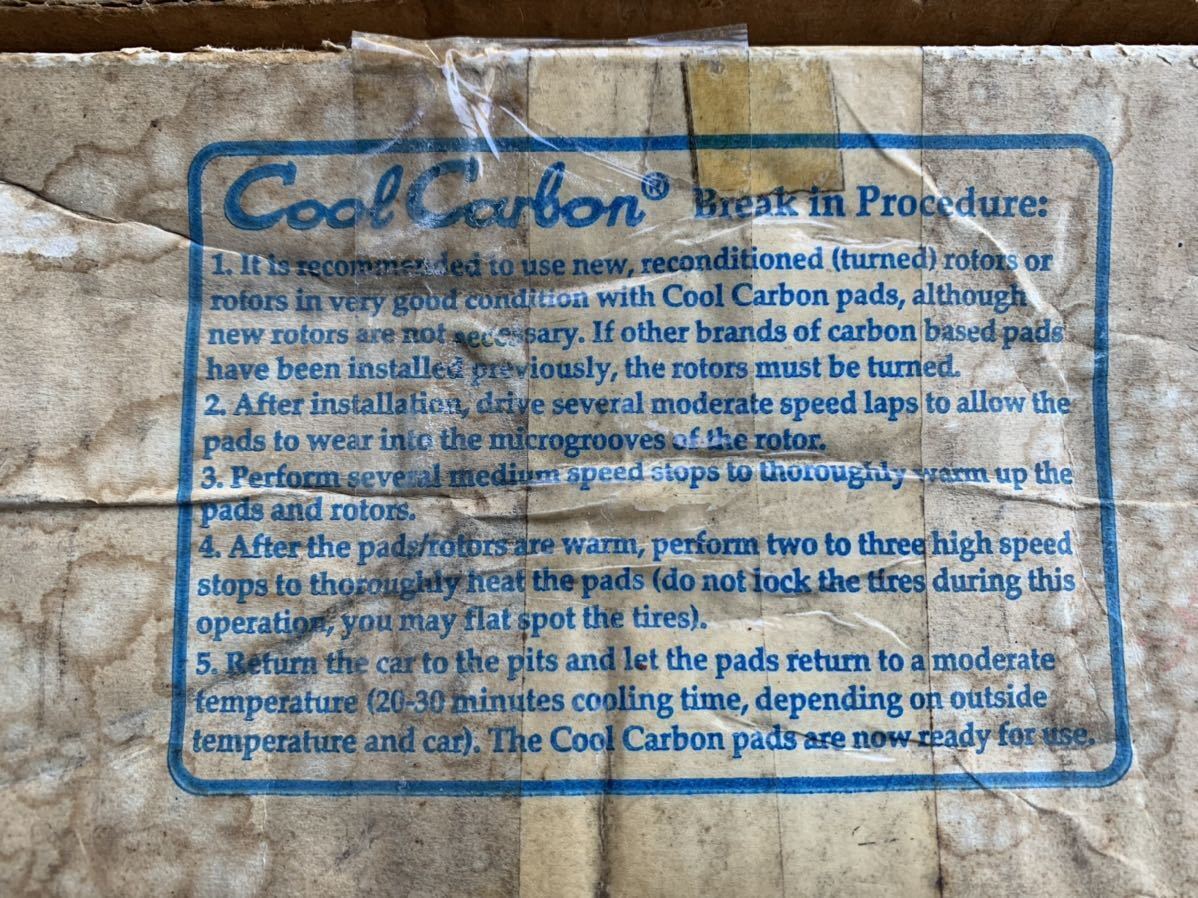 Cool Carbon® Break in Procedure:
1. It is recommended to use new, reconditioned (turned) rotors or
rotors in very good condition with Cool Carbon pads, although
new rotors are not necessary. If other brands of carbon based pads
have been installed previously, the rotors must be turned.
2. After installation, drive several moderate speed laps to allow the
pads to wear into the microgrooves of the rotor.
3. Perform several medium speed stops to thoroughly warm up the
pads and rotors.
4. After the pads/rotors are warm, perform two to three high speed
stops to thoroughly heat the pads (do not lock the tires during this
operation, you may flat spot the tires).
5. Return the car to the pits and let the pads return to a moderate
temperature (20-30 minutes cooling time, depending on outside
temperature and car). The Cool Carbon pads are now ready for use.